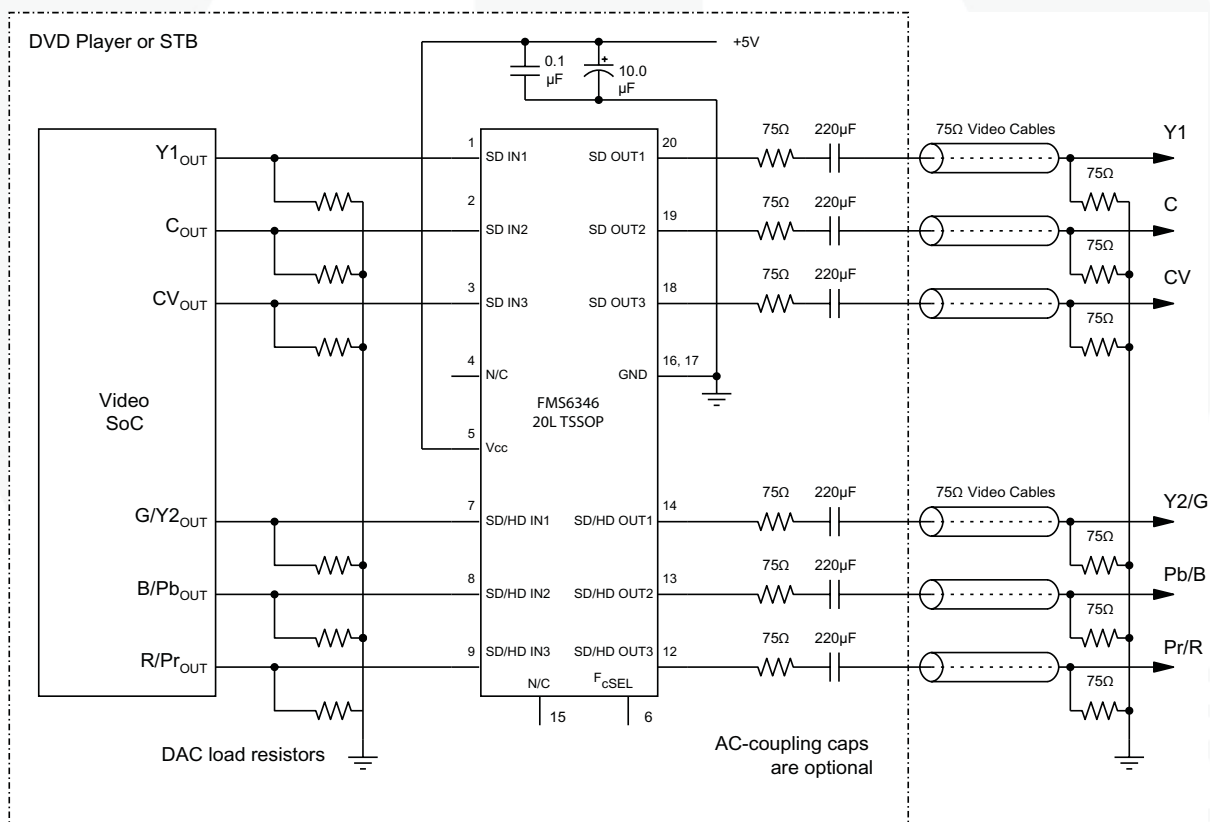 DVD Player or STB
+5V
0.1
µF
+
10.0
µF
Video
SoC
Y1OUT
COUT
CVOUT
G/Y2OUT
B/PbOUT
R/PrOUT
DAC load resistors
1
SD IN1
2
SD IN2
3
SD IN3
4
N/C
5
Vcc
7
SD/HD IN1
8
SD/HD IN2
9
SD/HD IN3
FMS6346
20L TSSOP
20
SD OUT1
19
SD OUT2
18
SD OUT3
16, 17
GND
14
SD/HD OUT1
13
SD/HD OUT2
12
SD/HD OUT3
N/C
15
FcSEL
6
75Ω 220µF
75Ω 220µF
75Ω 220µF
75Ω 220µF
75Ω 220µF
75Ω 220µF
AC-coupling caps
are optional
75Ω Video Cables
Y1
75Ω
C
75Ω
CV
75Ω
75Ω Video Cables
Y2/G
75Ω
Pb/B
75Ω
Pr/R
75Ω